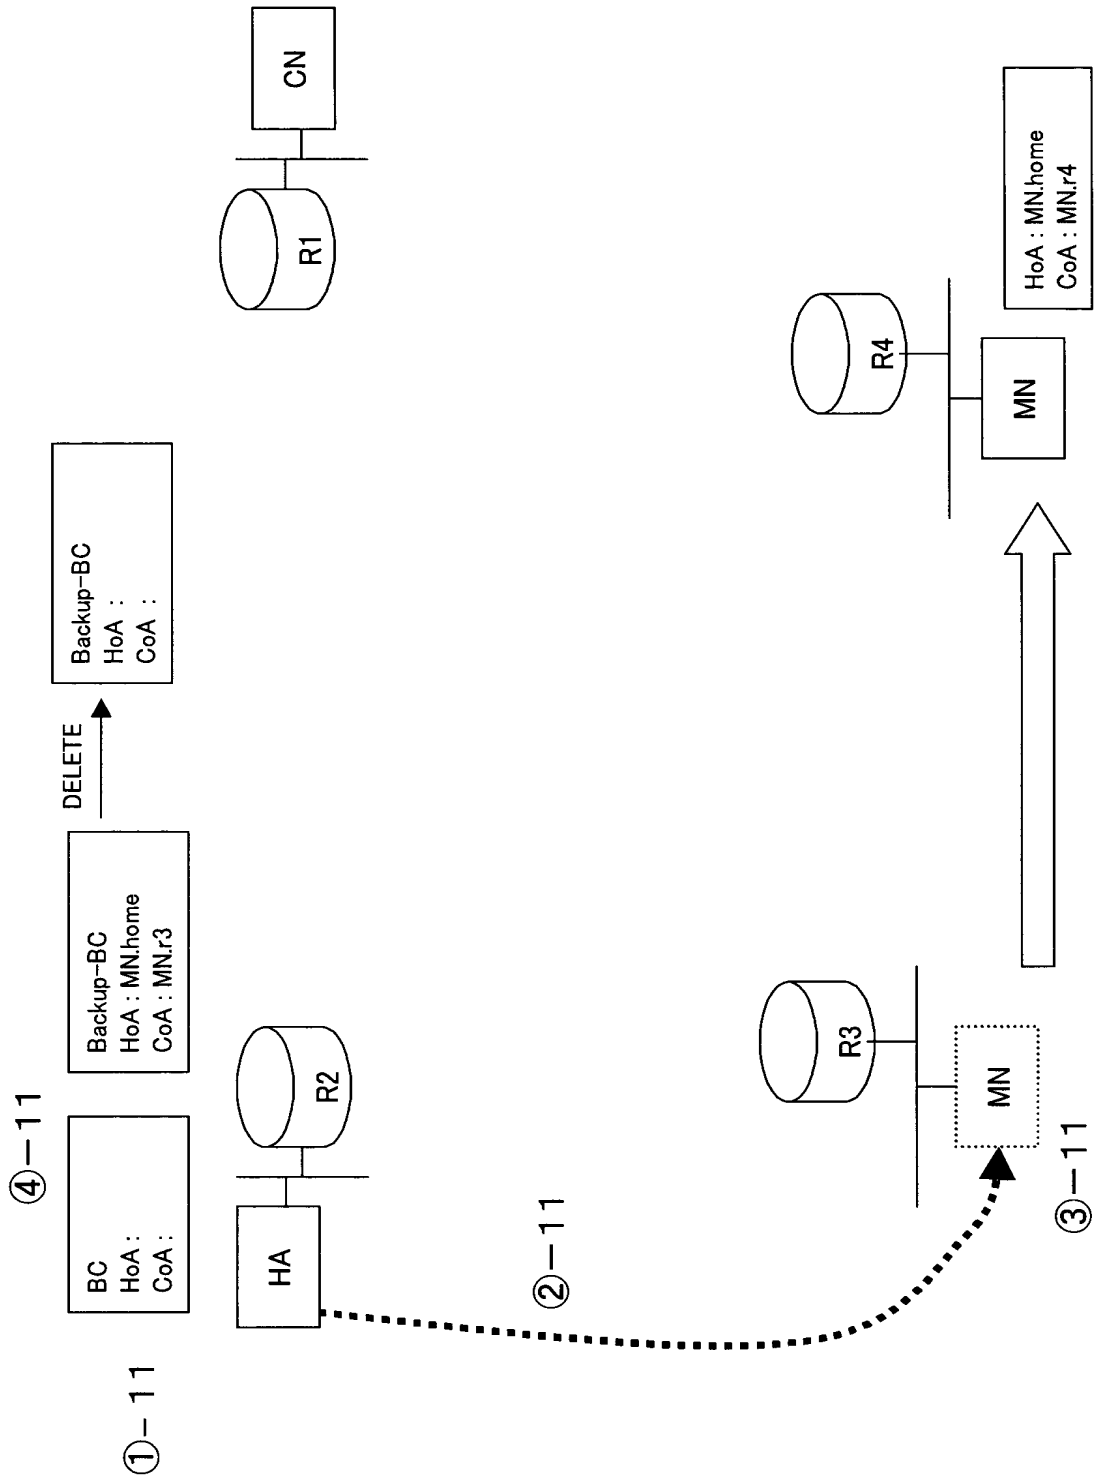 ①-11
④-11
BC
HoA :
CoA :
Backup-BC
HoA : MN.home
CoA : MN.r3
DELETE
Backup-BC
HoA :
CoA :
HA
R2
R1
CN
②-11
R3
MN
③-11
R4
MN
HoA : MN.home
CoA : MN.r4